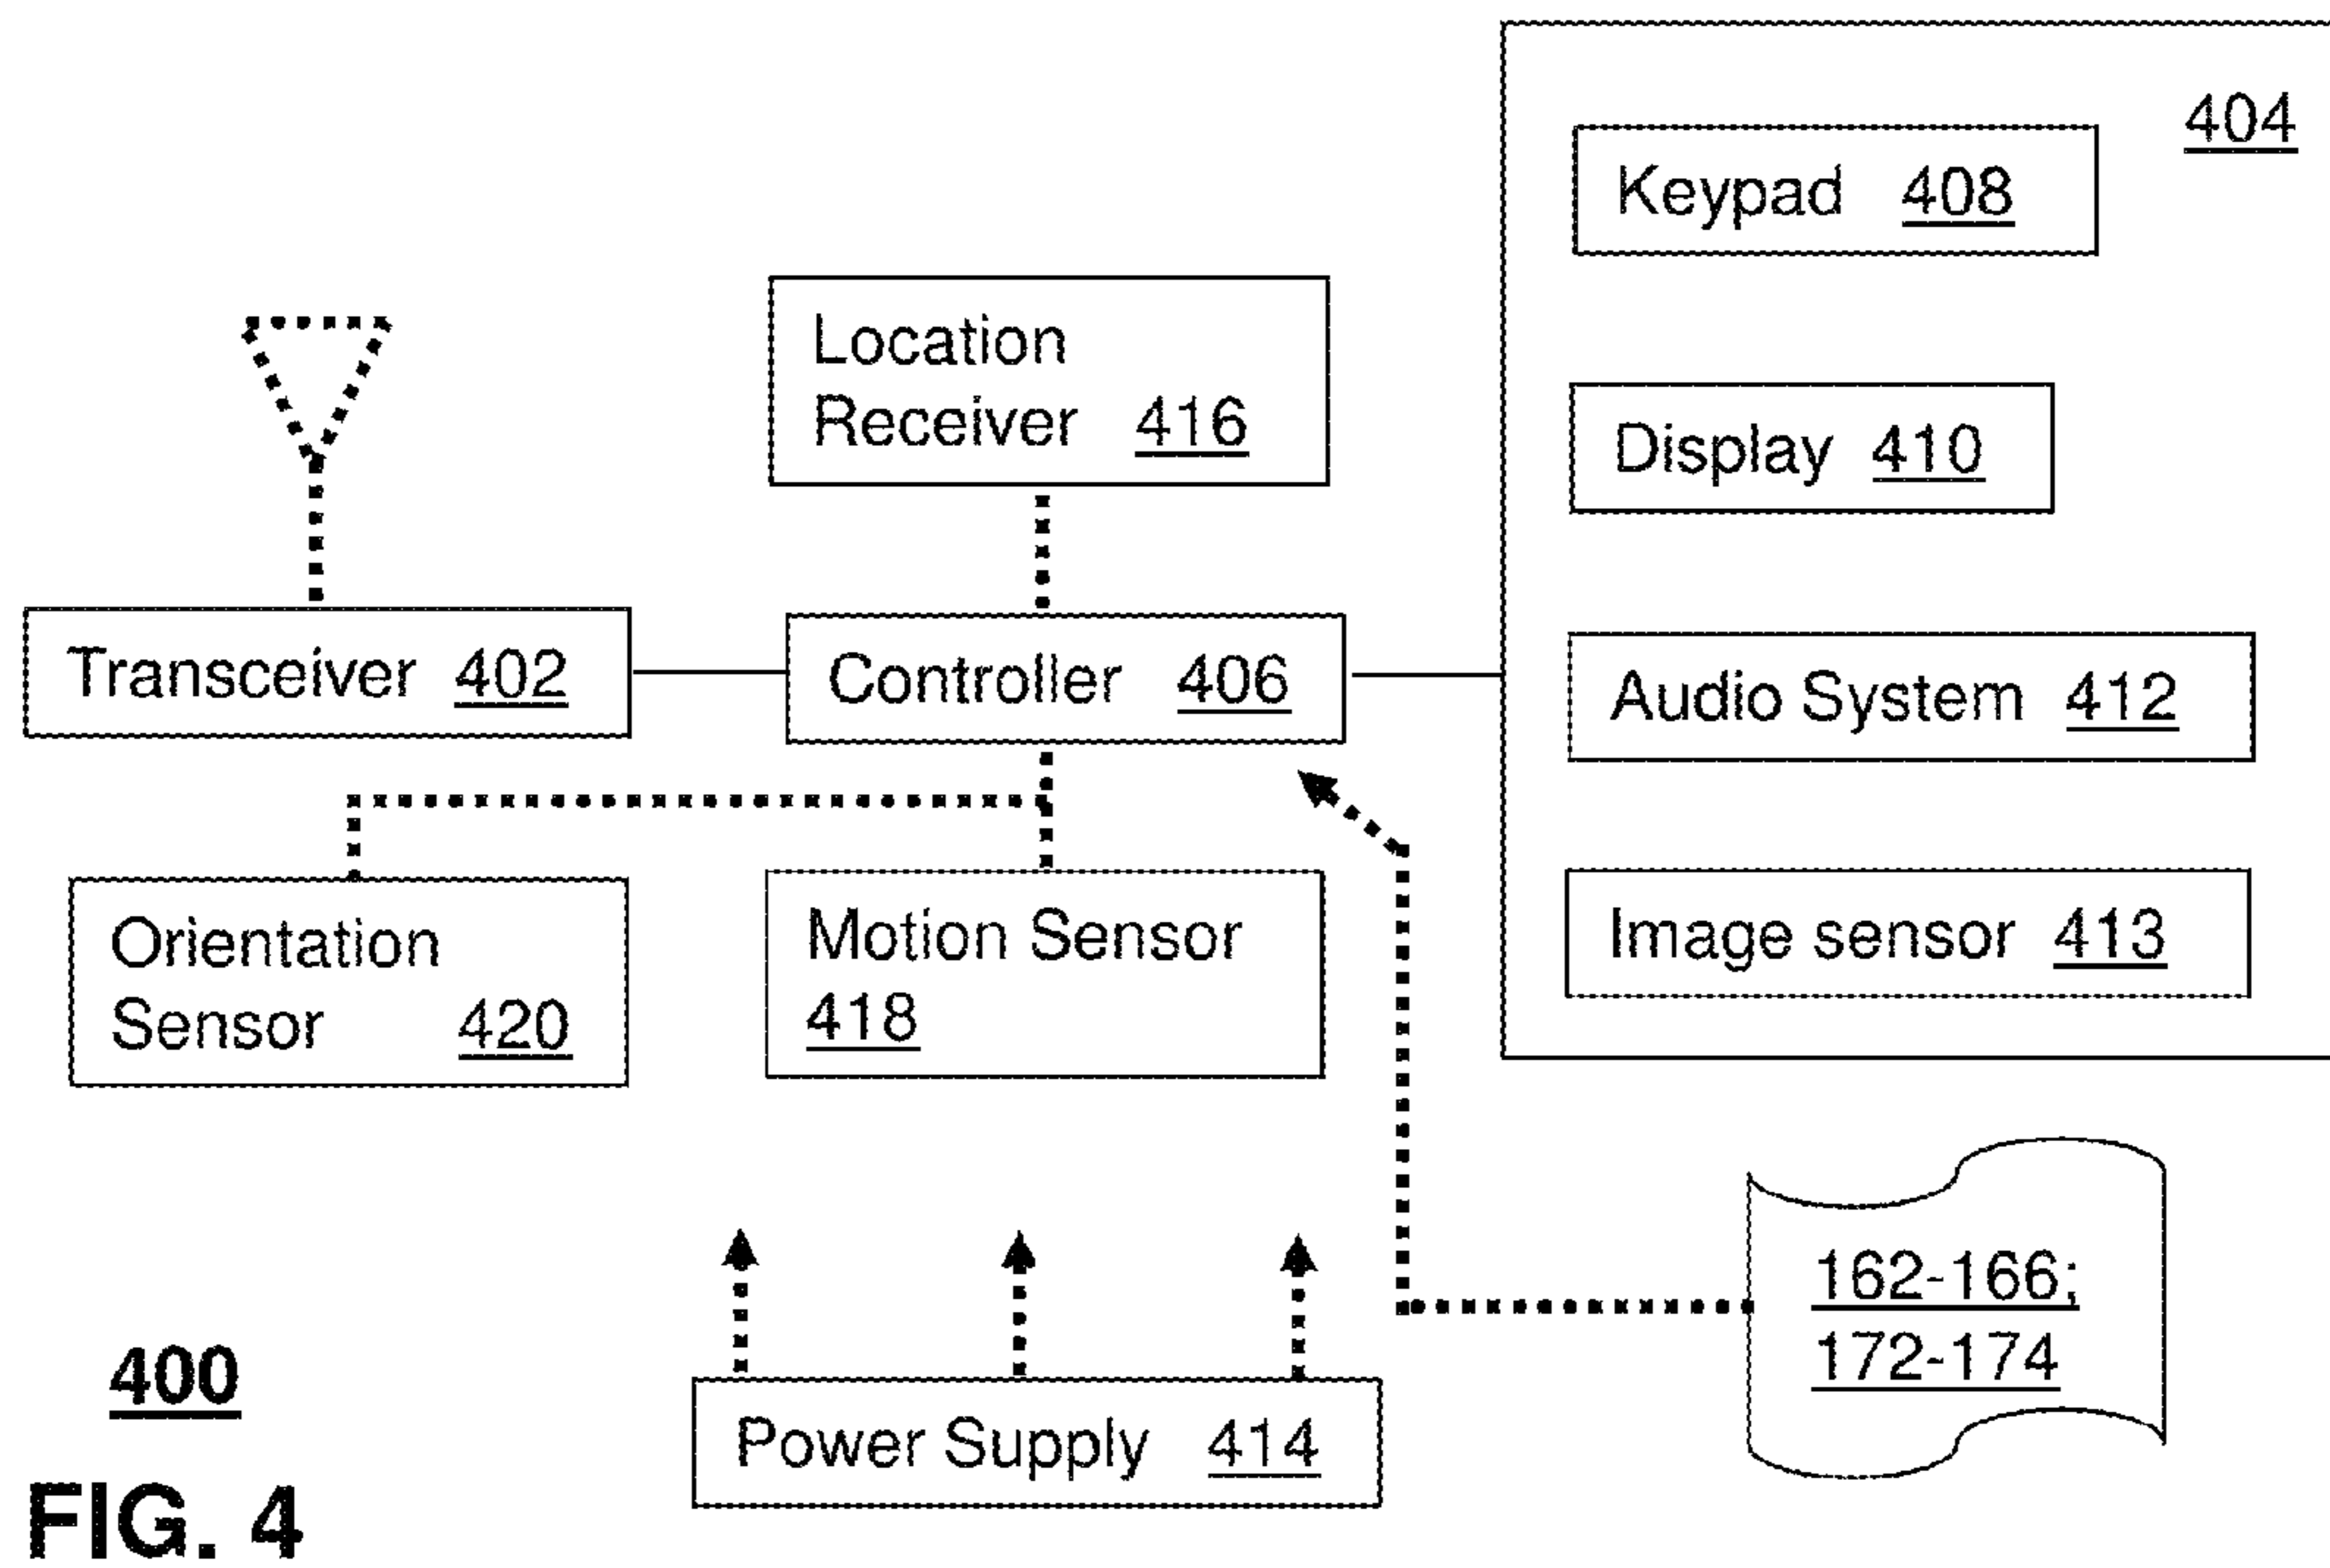 404
Keypad 408
Location
Receiver 416
Display 410
Transceiver 402
Controller 406
Audio System 412
Orientation
Sensor 420
Motion Sensor
418
Image sensor 413
162-166;
172-174
Power Supply 414
400
FIG. 4